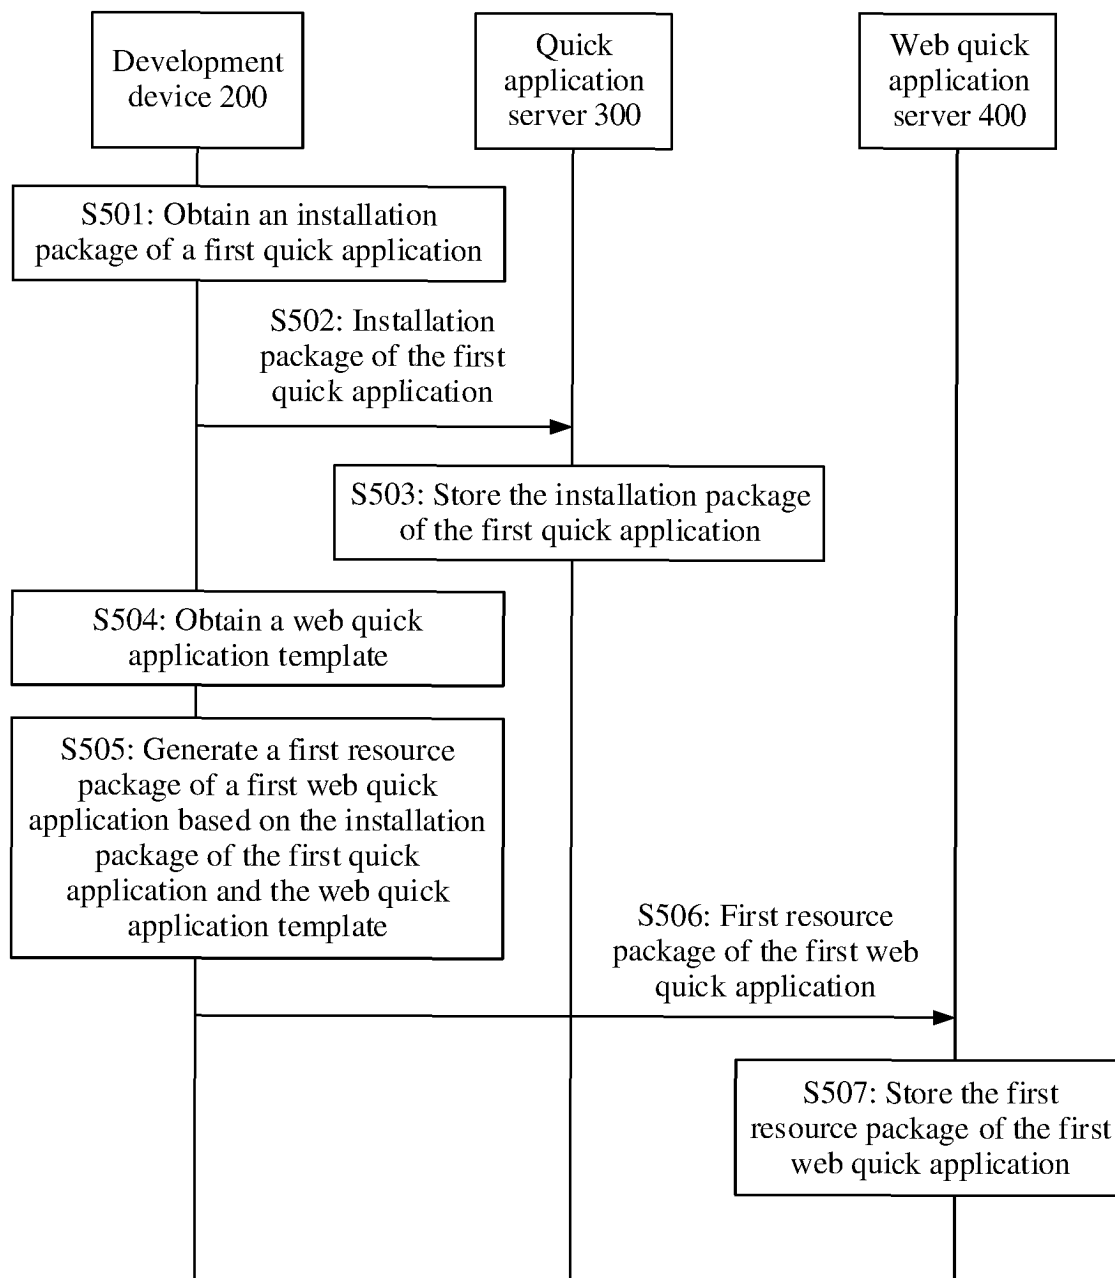 Development
device 200
Quick
application
server 300
Web quick
application
server 400
S501: Obtain an installation
package of a first quick application
S502: Installation
package of the first
quick application
S503: Store the installation package
of the first quick application
S504: Obtain a web quick
application template
S505: Generate a first resource
package of a first web quick
application based on the installation
package of the first quick
application and the web quick
application template
S506: First resource
package of the first web
quick application
S507: Store the first
resource package of the first
web quick application